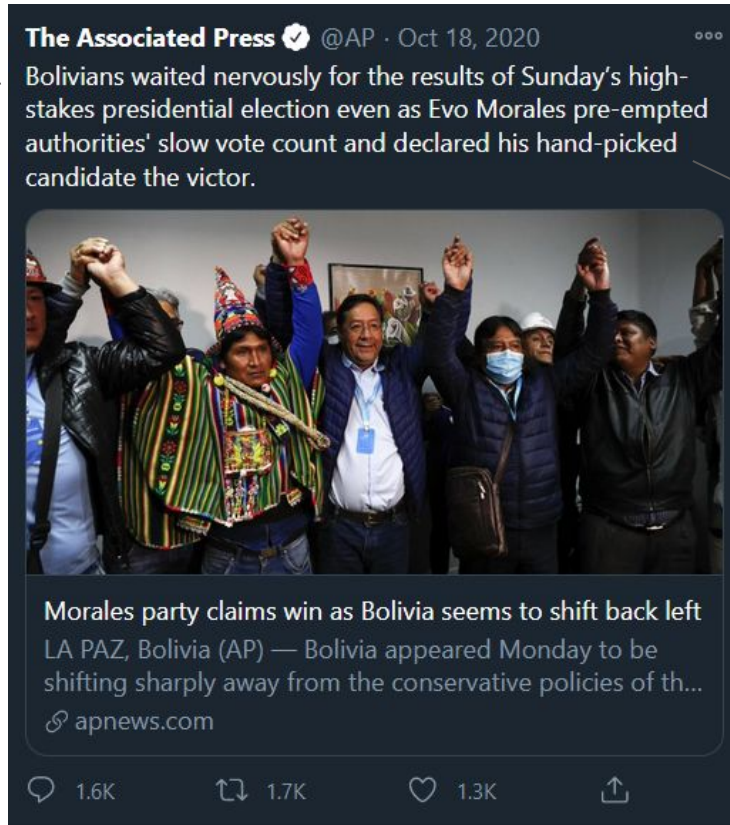 The Associated Press @AP · Oct 18, 2020
Bolivians waited nervously for the results of Sunday’s high-
stakes presidential election even as Evo Morales pre-empted
authorities' slow vote count and declared his hand-picked
candidate the victor.
Morales party claims win as Bolivia seems to shift back left
LA PAZ, Bolivia (AP) — Bolivia appeared Monday to be
shifting sharply away from the conservative policies of th...
apnews.com
1.6K 1.7K 1.3K